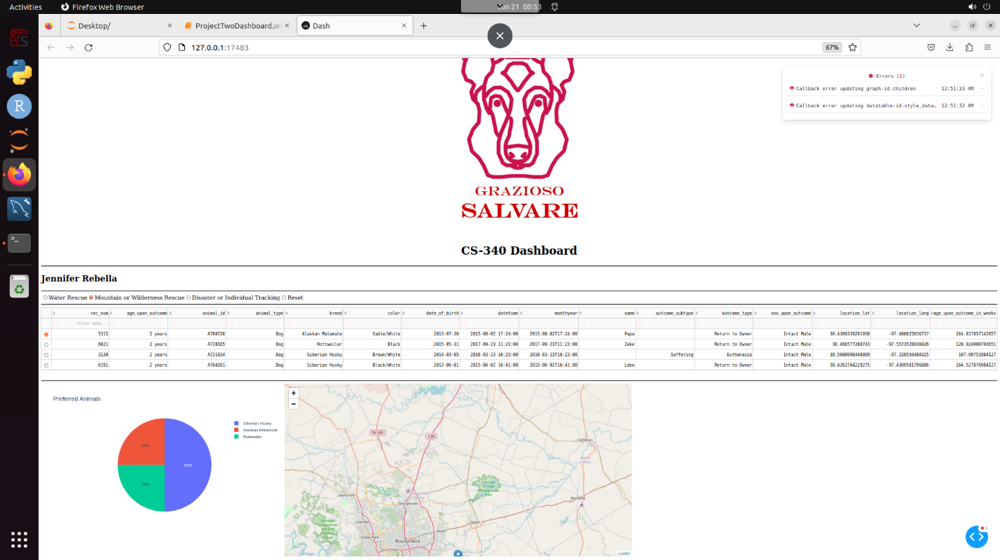 Activities Firefox Web Browser Jun 21 00:53
Desktop/ ProjectTwoDashboardJe Dash
127.0.0.1:17483 67%
Errors (2)
Callback error updating graph-id.children 12:51:33 AM
Callback error updating datatable-id.style_data… 12:51:32 AM
GRAZIOSO
SALVARE
CS-340 Dashboard
Jennifer Rebella
Water Rescue Mountain or Wilderness Rescue Disaster or Individual Tracking Reset
rec_num age_upon_outcome animal_id animal_type breed color date_of_birth datetime monthyear name outcome_subtype outcome_type sex_upon_outcome location_lat location_long age_upon_outcome_in_weeks
filter data...
5315 2 years A708726 Dog Alaskan Malamute Sable/White 2013-07-30 2015-08-02 17:24:00 2015-08-02T17:24:00 Papa Return to Owner Intact Male 30.4309339291938 -97.486825836737 104.817857142857
6021 2 years A728165 Dog Rottweiler Black 2015-05-31 2017-09-23 11:23:00 2017-09-23T11:23:00 Zeke Return to Owner Intact Male 30.466577208743 -97.5573520930426 120.924900793651
3130 2 years A721834 Dog Siberian Husky Brown/White 2014-03-05 2016-03-23 16:23:00 2016-03-23T16:23:00 Suffering Euthanasia Intact Male 30.5680998448899 -97.320550480325 107.09751984127
6191 2 years A704101 Dog Siberian Husky Black/White 2013-06-01 2015-06-02 16:41:00 2015-06-02T16:41:00 Lobo Return to Owner Intact Male 30.4263764229275 -97.4309581796886 104.527876984127
Preferred Animals
Siberian Husky
Alaskan Malamute
Rottweiler
25%
50%
25%
+
−
TX 195
I 35
Cameron
Liberty Hill
Georgetown
Rockdale
Leander
Hutto
Taylor
Cedar Park
Round Rock
Leaflet